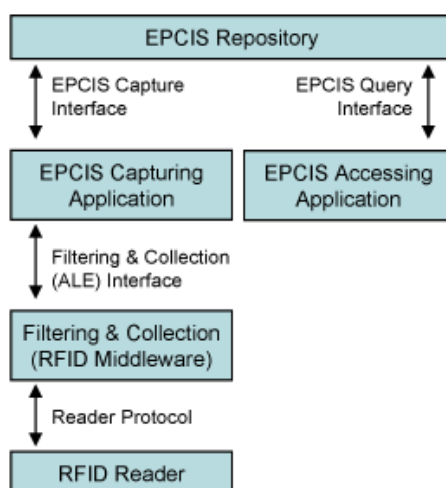 EPCIS Repository
EPCIS Capture
Interface
EPCIS Query
Interface
EPCIS Capturing
Application
EPCIS Accessing
Application
Filtering & Collection
(ALE) Interface
Filtering & Collection
(RFID Middleware)
Reader Protocol
RFID Reader